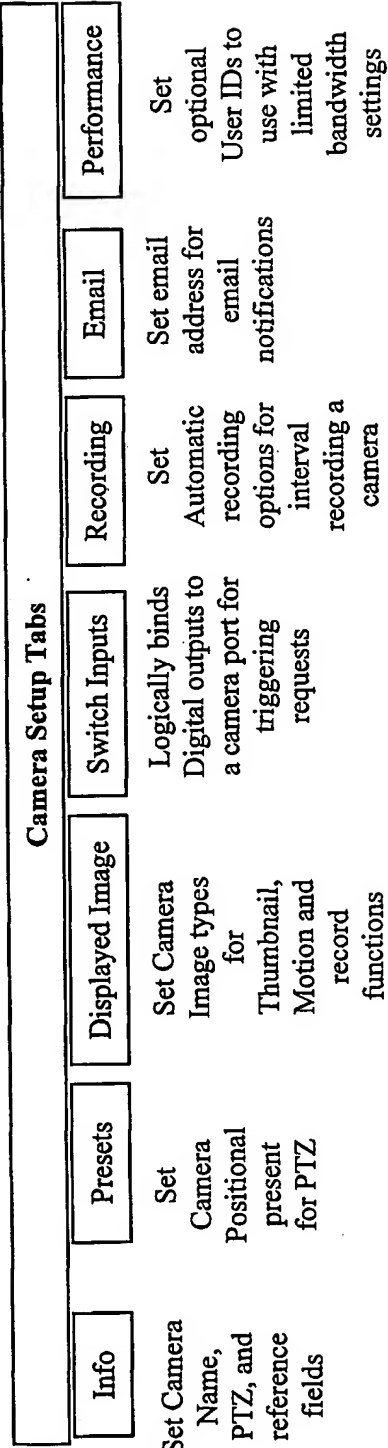 Camera Setup Tabs
Info
Set Camera
Name,
PTZ, and
reference
fields
Presets
Set
Camera
Positional
present
for PTZ
Displayed Image
Set Camera
Image types
for
Thumbnail,
Motion and
record
functions
Switch Inputs
Logically binds
Digital outputs to
a camera port for
triggering
requests
Recording
Set
Automatic
recording
options for
interval
recording a
camera
Email
Set email
address for
email
notifications
Performance
Set
optional
User IDs to
use with
limited
bandwidth
settings